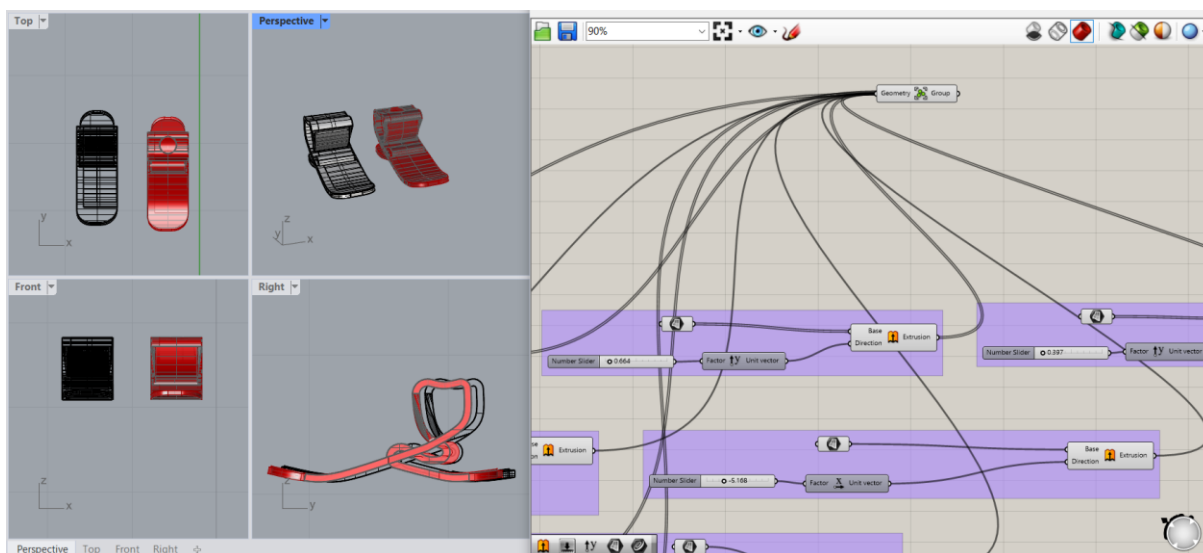 Top
Perspective
y
x
z
y
x
Front
Right
z
x
z
y
Perspective Top Front Right
90%
Geometry Group
Number Slider 0.664
Factor y Unit vector
Base
Direction
Extrusion
Number Slider 0.397
Factor y Unit vector
Extrusion
Number Slider -5.168
Factor x Unit vector
Base
Direction
Extrusion
y